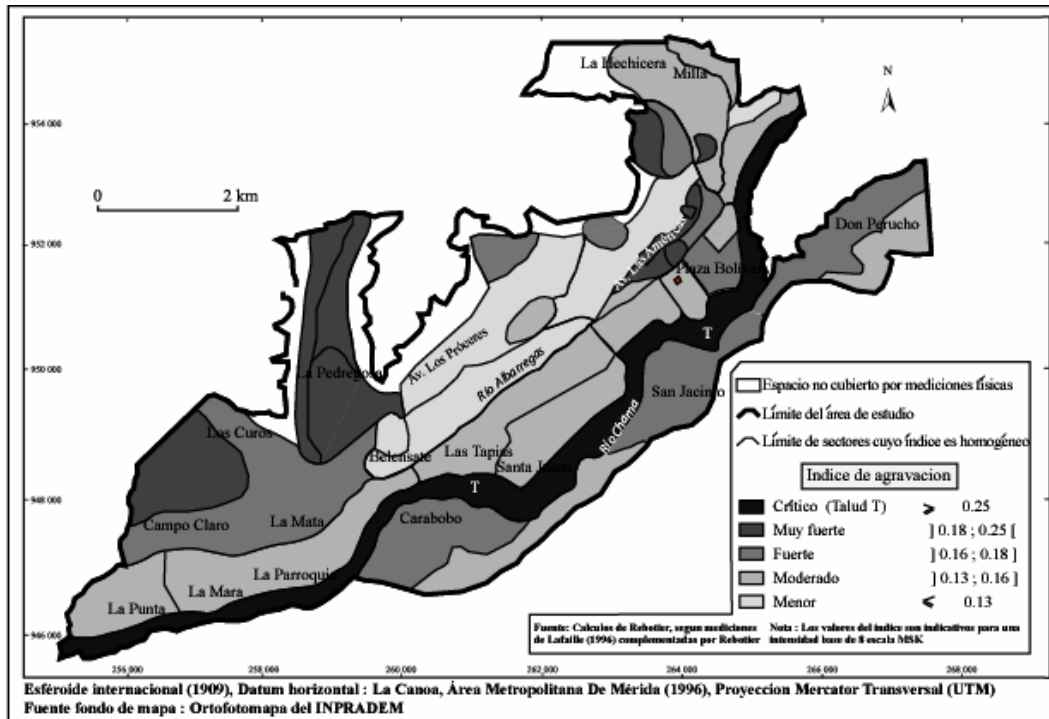 La Hechicera
Milla
N
954 000
0 2 km
952 000
Don Perucho
Av. Las Américas
Plaza Bolívar
950 000
La Pedregosa
Av. Los Próceres
Río Albarregas
T
San Jacinto
Río Chama
Los Curos
Belensate
Las Tapias
Santa Juana
948 000
T
Campo Claro
La Mata
Carabobo
La Parroquia
La Mara
La Punta
946 000
Espacio no cubierto por mediciones físicas
Límite del área de estudio
Límite de sectores cuyo índice es homogéneo
Indice de agravacion
Crítico (Talud T) > 0.25
Muy fuerte ] 0.18 ; 0.25 [
Fuerte ] 0.16 ; 0.18 ]
Moderado ] 0.13 ; 0.16 ]
Menor < 0.13
Fuente: Calculos de Rebotier, segun mediciones
de Lafaille (1996) complementadas por Rebotier
Nota : Los valores del indice son indicativos para una
intensidad base de 8 escala MSK
256 000 258 000 260 000 262 000 264 000 266 000 268 000
Esféroide internacional (1909), Datum horizontal : La Canoa, Área Metropolitana De Mérida (1996), Proyeccion Mercator Transversal (UTM)
Fuente fondo de mapa : Ortofotomapa del INPRADEM